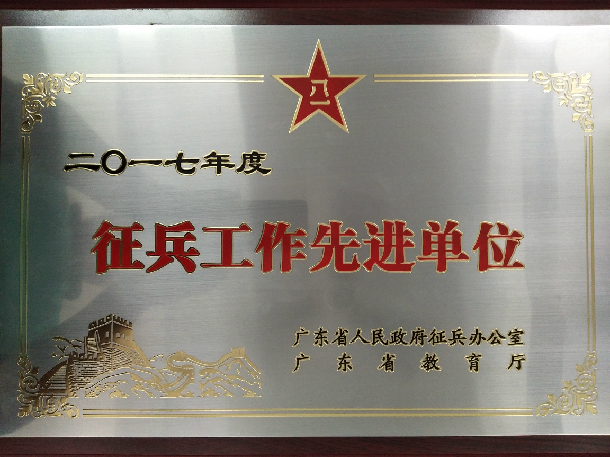 八一
二〇一七年度
征兵工作先进单位
广东省人民政府征兵办公室
广东省教育厅